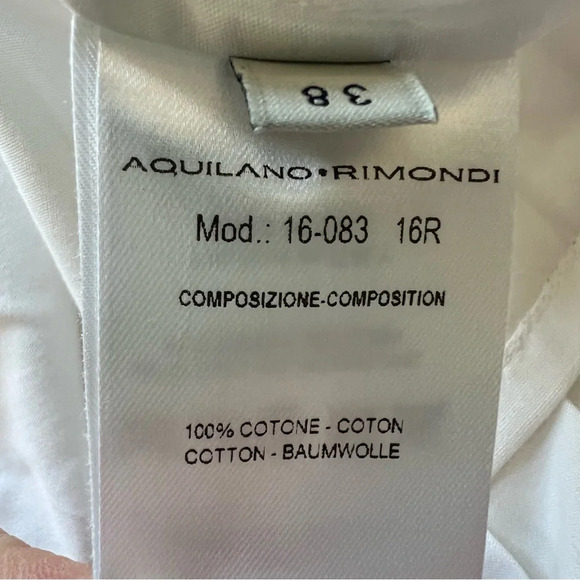 38
AQUILANO•RIMONDI
Mod.: 16-083 16R
COMPOSIZIONE-COMPOSITION
100% COTONE - COTON
COTTON - BAUMWOLLE